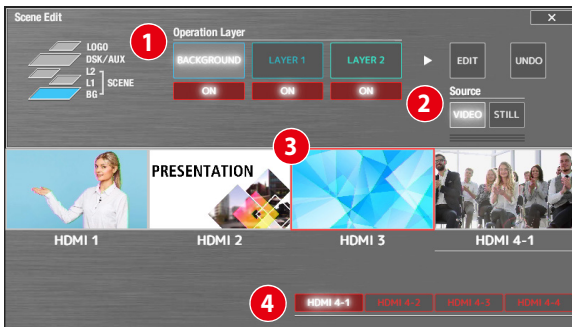 Scene Edit
×
LOGO
DSK/AUX
L2
L1
SCENE
BG
1
Operation Layer
BACKGROUND
LAYER 1
LAYER 2
EDIT
UNDO
ON
ON
ON
2
Source
VIDEO
STILL
3
PRESENTATION
HDMI 1
HDMI 2
HDMI 3
HDMI 4-1
4
HDMI 4-1
HDMI 4-2
HDMI 4-3
HDMI 4-4